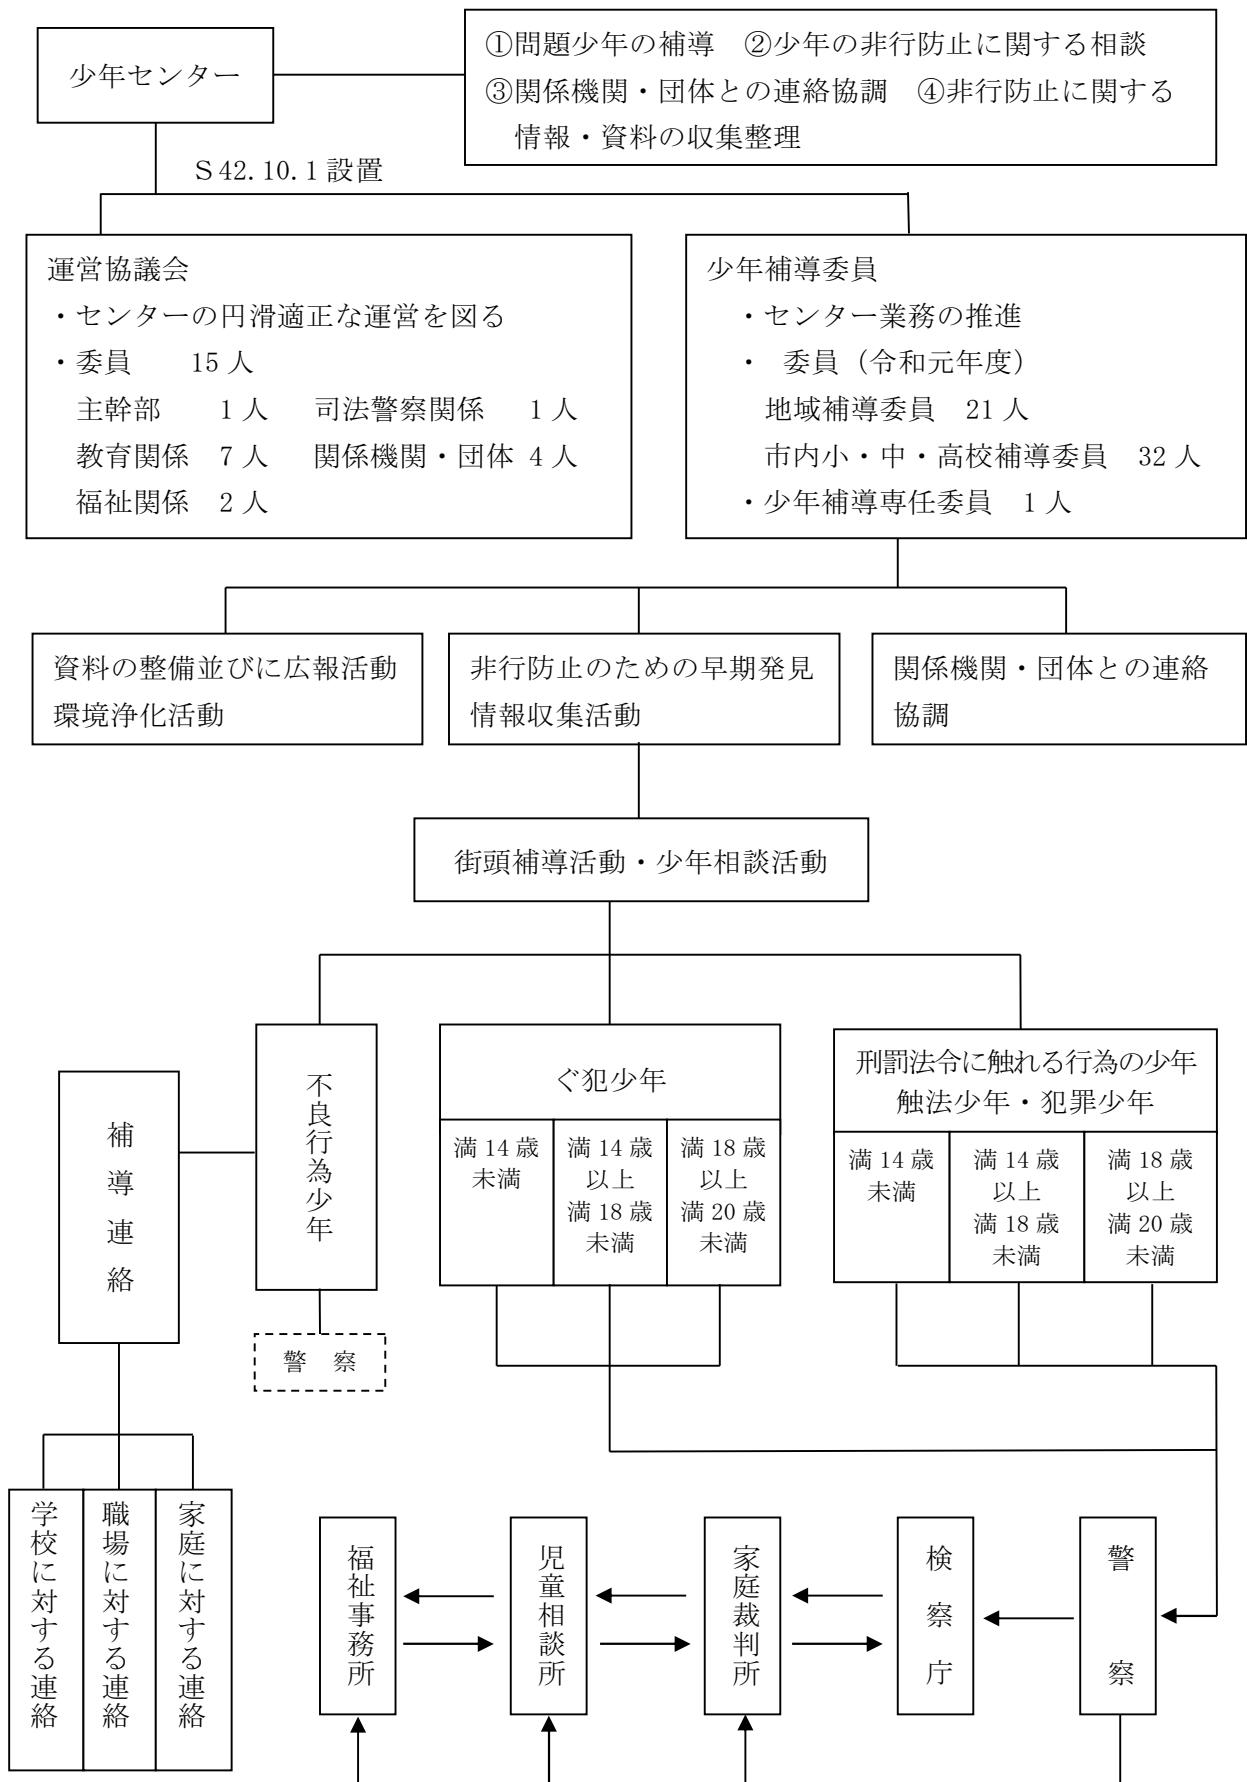 少年センター
①問題少年の補導　②少年の非行防止に関する相談
③関係機関・団体との連絡協調　④非行防止に関する
情報・資料の収集整理
Ｓ42.10.1 設置
運営協議会
・センターの円滑適正な運営を図る
・委員　　15 人
主幹部　　1 人　　司法警察関係　　1 人
教育関係　7 人　　関係機関・団体 4 人
福祉関係　2 人
少年補導委員
・センター業務の推進
・　委員（令和元年度）
地域補導委員　21 人
市内小・中・高校補導委員　32 人
・少年補導専任委員　1 人
資料の整備並びに広報活動
環境浄化活動
非行防止のための早期発見
情報収集活動
関係機関・団体との連絡
協調
街頭補導活動・少年相談活動
補導連絡
不良行為少年
警　察
ぐ犯少年
満 14 歳
未満
満 14 歳
以上
満 18 歳
未満
満 18 歳
以上
満 20 歳
未満
刑罰法令に触れる行為の少年
触法少年・犯罪少年
満 14 歳
未満
満 14 歳
以上
満 18 歳
未満
満 18 歳
以上
満 20 歳
未満
学校に対する連絡
職場に対する連絡
家庭に対する連絡
福祉事務所
児童相談所
家庭裁判所
検察庁
警　察